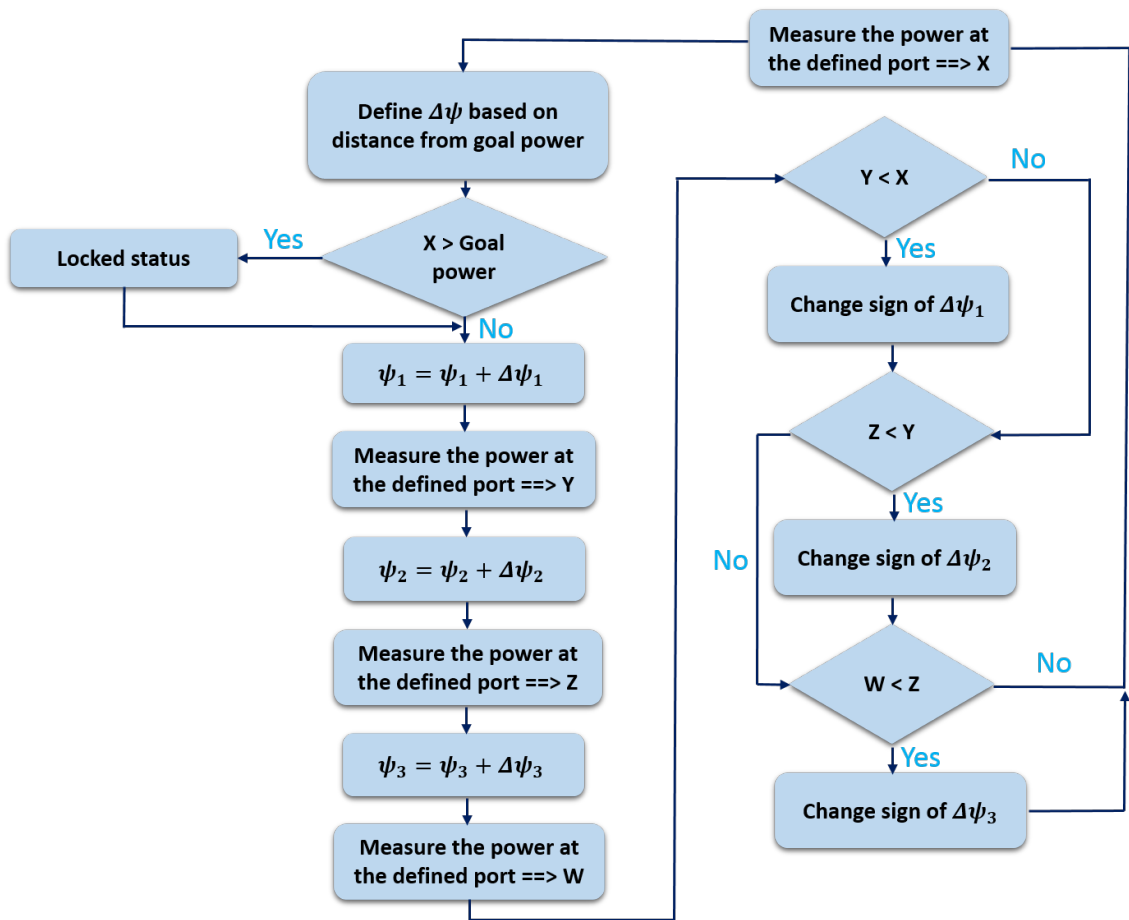 Measure the power at
the defined port ==> X
Define Δψ based on
distance from goal power
X > Goal
power
Yes
Locked status
No
ψ₁ = ψ₁ + Δψ₁
Measure the power at
the defined port ==> Y
ψ₂ = ψ₂ + Δψ₂
Measure the power at
the defined port ==> Z
ψ₃ = ψ₃ + Δψ₃
Measure the power at
the defined port ==> W
Y < X
No
Yes
Change sign of Δψ₁
Z < Y
Yes
No
Change sign of Δψ₂
W < Z
No
Yes
Change sign of Δψ₃